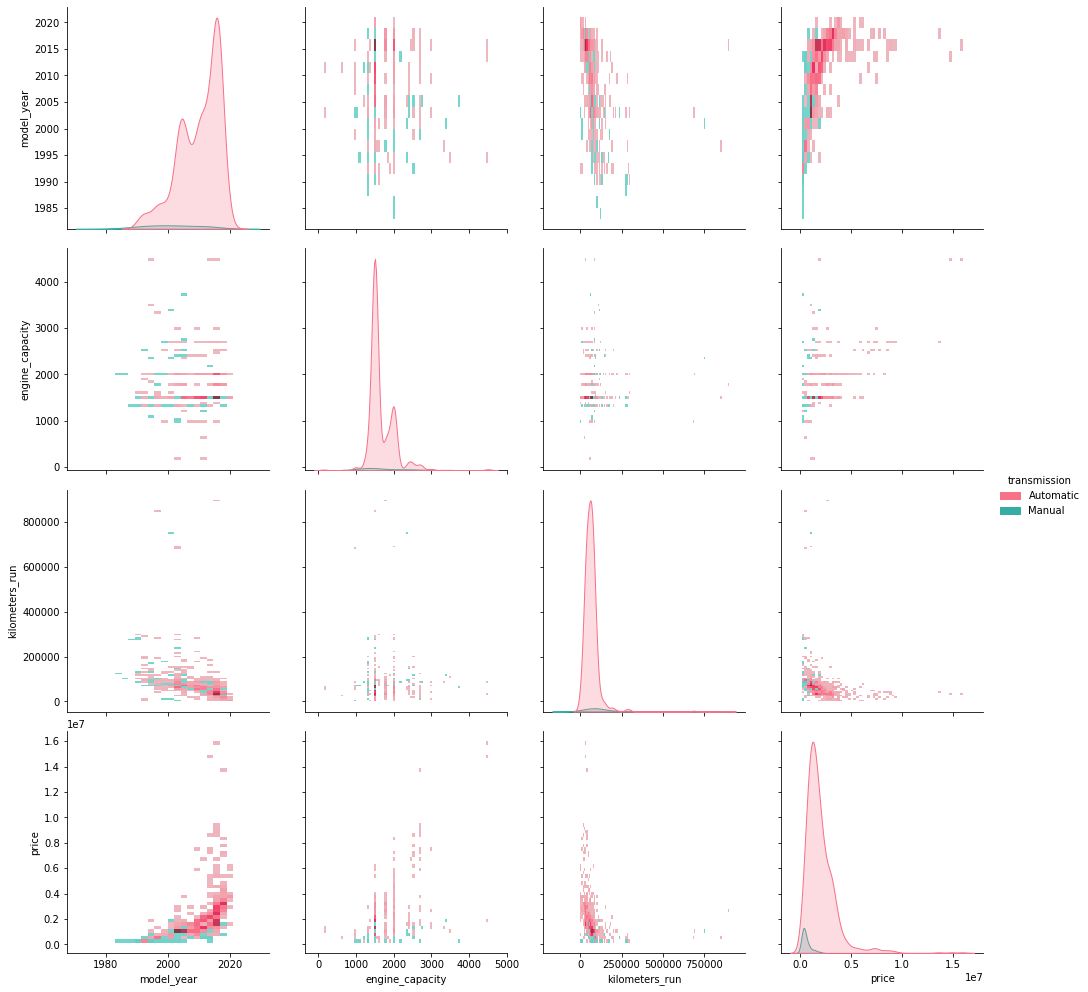 2020
2015
2010
2005
2000
1995
1990
1985
model_year
4000
3000
2000
1000
0
engine_capacity
transmission
Automatic
Manual
800000
600000
400000
200000
0
kilometers_run
1e7
1.6
1.4
1.2
1.0
0.8
0.6
0.4
0.2
0.0
price
1980 2000 2020
model_year
0 1000 2000 3000 4000 5000
engine_capacity
0 250000 500000 750000
kilometers_run
0.0 0.5 1.0 1.5
price
1e7